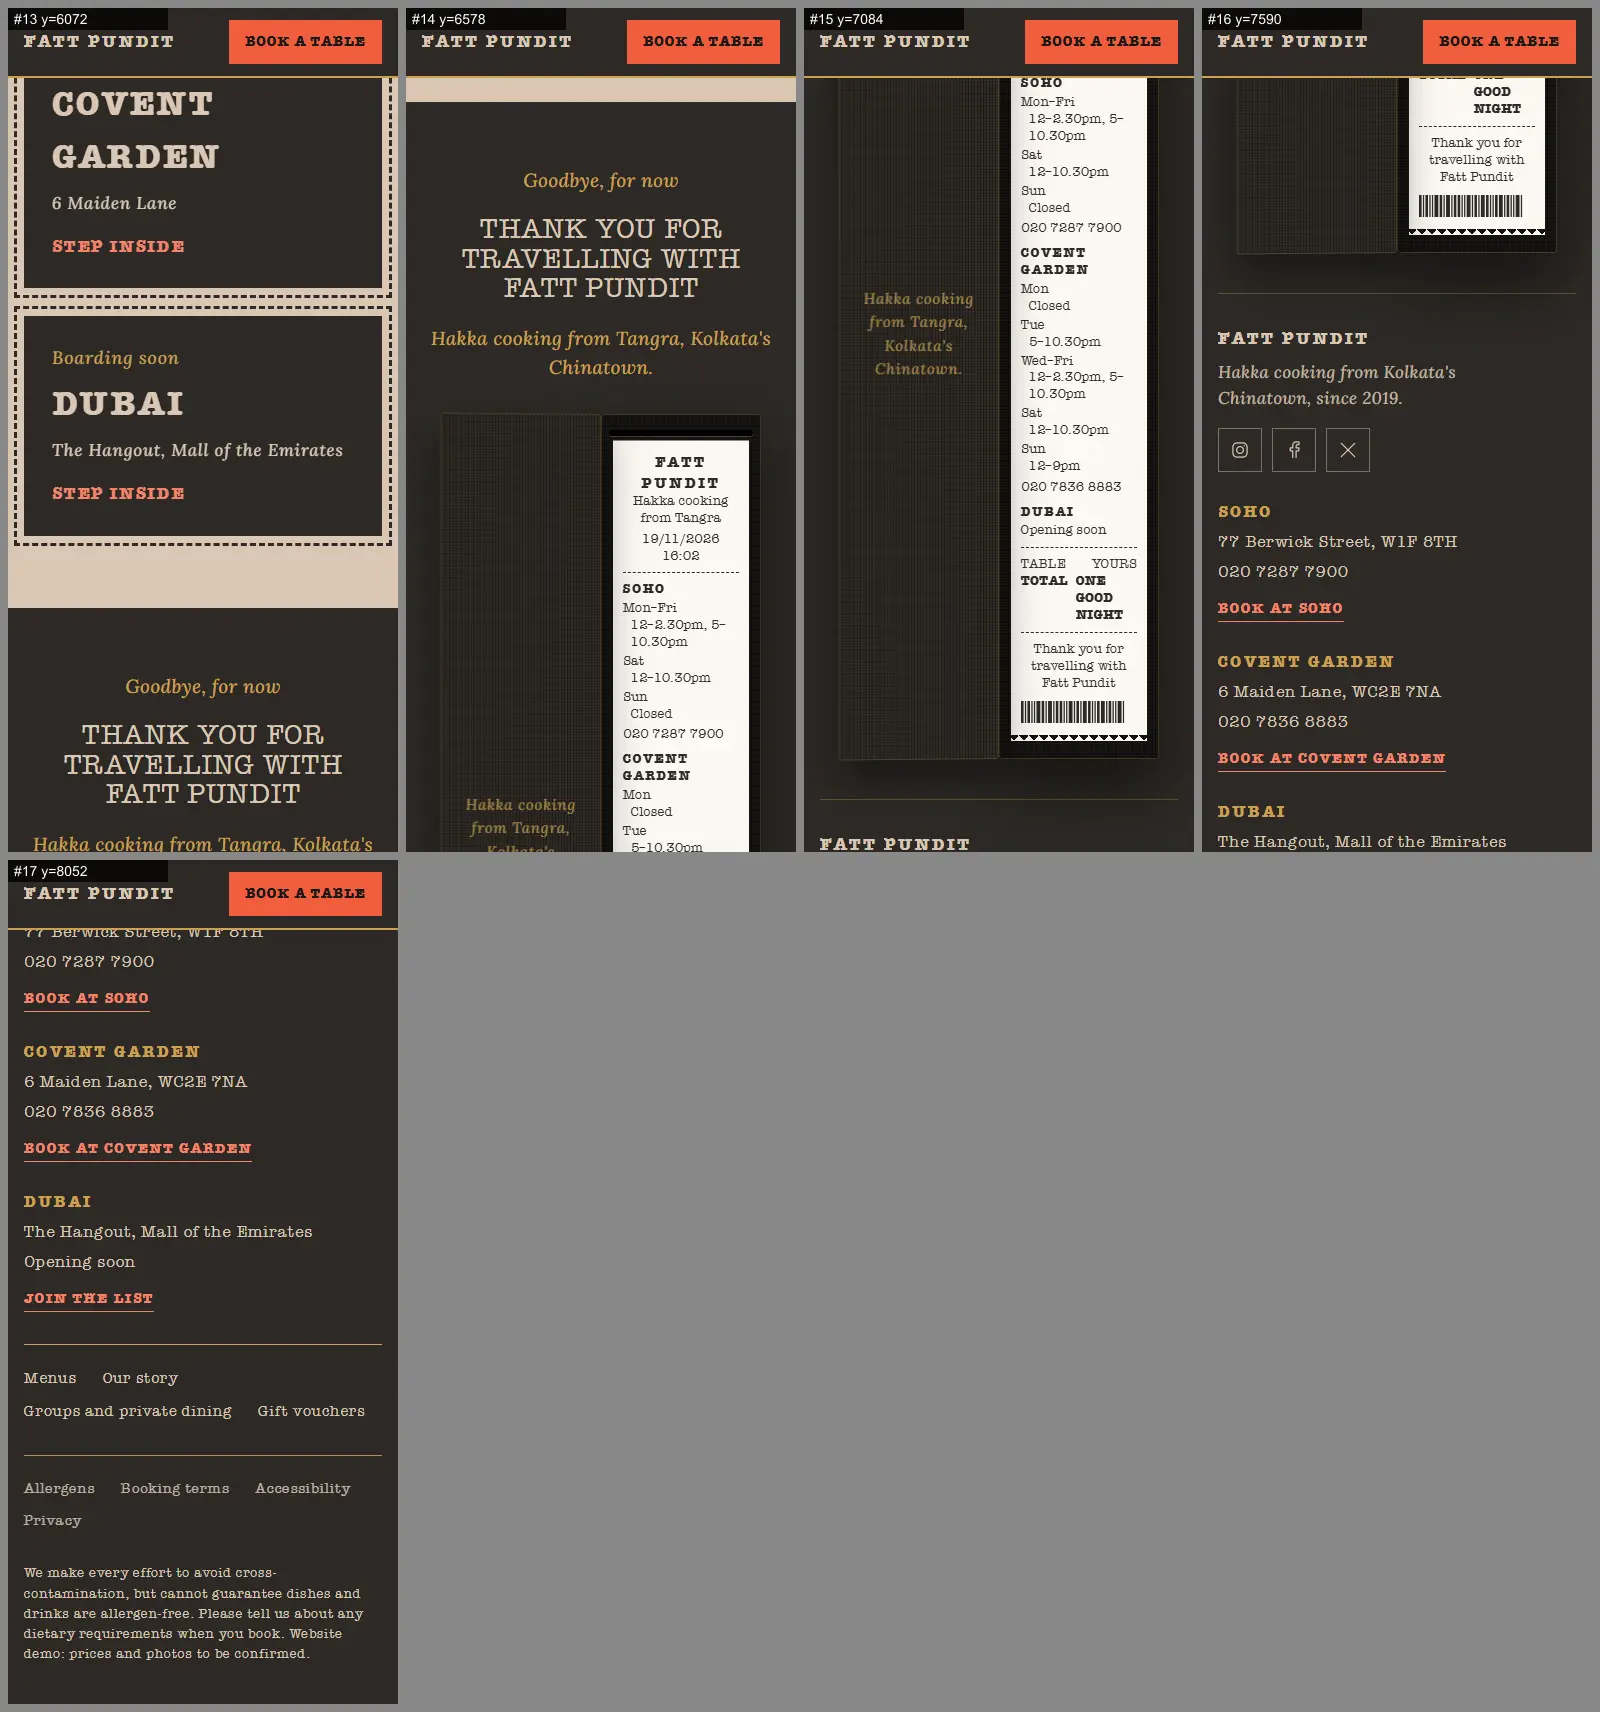 #13 y=6072
FATT PUNDIT
BOOK A TABLE
COVENT
GARDEN
6 Maiden Lane
STEP INSIDE
Boarding soon
DUBAI
The Hangout, Mall of the Emirates
STEP INSIDE
Goodbye, for now
THANK YOU FOR
TRAVELLING WITH
FATT PUNDIT
Hakka cooking from Tangra, Kolkata's
#14 y=6578
FATT PUNDIT
BOOK A TABLE
Goodbye, for now
THANK YOU FOR
TRAVELLING WITH
FATT PUNDIT
Hakka cooking from Tangra, Kolkata's
Chinatown.
Hakka cooking
from Tangra,
Kolkata's
FATT
PUNDIT
Hakka cooking
from Tangra
19/11/2026
16:02
SOHO
Mon-Fri
12-2.30pm, 5-
10.30pm
Sat
12-10.30pm
Sun
Closed
020 7287 7900
COVENT
GARDEN
Mon
Closed
Tue
5-10.30pm
#15 y=7084
FATT PUNDIT
BOOK A TABLE
Hakka cooking
from Tangra,
Kolkata's
Chinatown.
SOHO
Mon-Fri
12-2.30pm, 5-
10.30pm
Sat
12-10.30pm
Sun
Closed
020 7287 7900
COVENT
GARDEN
Mon
Closed
Tue
5-10.30pm
Wed-Fri
12-2.30pm, 5-
10.30pm
Sat
12-10.30pm
Sun
12-9pm
020 7836 8883
DUBAI
Opening soon
TABLE YOURS
TOTAL ONE
GOOD
NIGHT
Thank you for
travelling with
Fatt Pundit
FATT PUNDIT
#16 y=7590
FATT PUNDIT
BOOK A TABLE
GOOD
NIGHT
Thank you for
travelling with
Fatt Pundit
FATT PUNDIT
Hakka cooking from Kolkata's
Chinatown, since 2019.
SOHO
77 Berwick Street, W1F 8TH
020 7287 7900
BOOK AT SOHO
COVENT GARDEN
6 Maiden Lane, WC2E 7NA
020 7836 8883
BOOK AT COVENT GARDEN
DUBAI
The Hangout, Mall of the Emirates
#17 y=8052
FATT PUNDIT
BOOK A TABLE
77 Berwick Street, W1F 8TH
020 7287 7900
BOOK AT SOHO
COVENT GARDEN
6 Maiden Lane, WC2E 7NA
020 7836 8883
BOOK AT COVENT GARDEN
DUBAI
The Hangout, Mall of the Emirates
Opening soon
JOIN THE LIST
Menus Our story
Groups and private dining Gift vouchers
Allergens Booking terms Accessibility
Privacy
We make every effort to avoid cross-
contamination, but cannot guarantee dishes and
drinks are allergen-free. Please tell us about any
dietary requirements when you book. Website
demo: prices and photos to be confirmed.